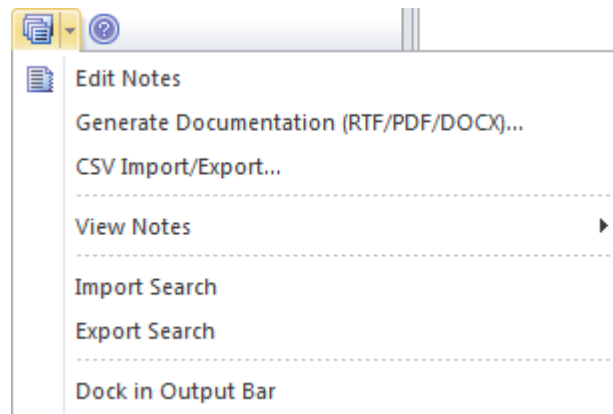 Edit Notes
Generate Documentation (RTF/PDF/DOCX)...
CSV Import/Export...
View Notes
Import Search
Export Search
Dock in Output Bar